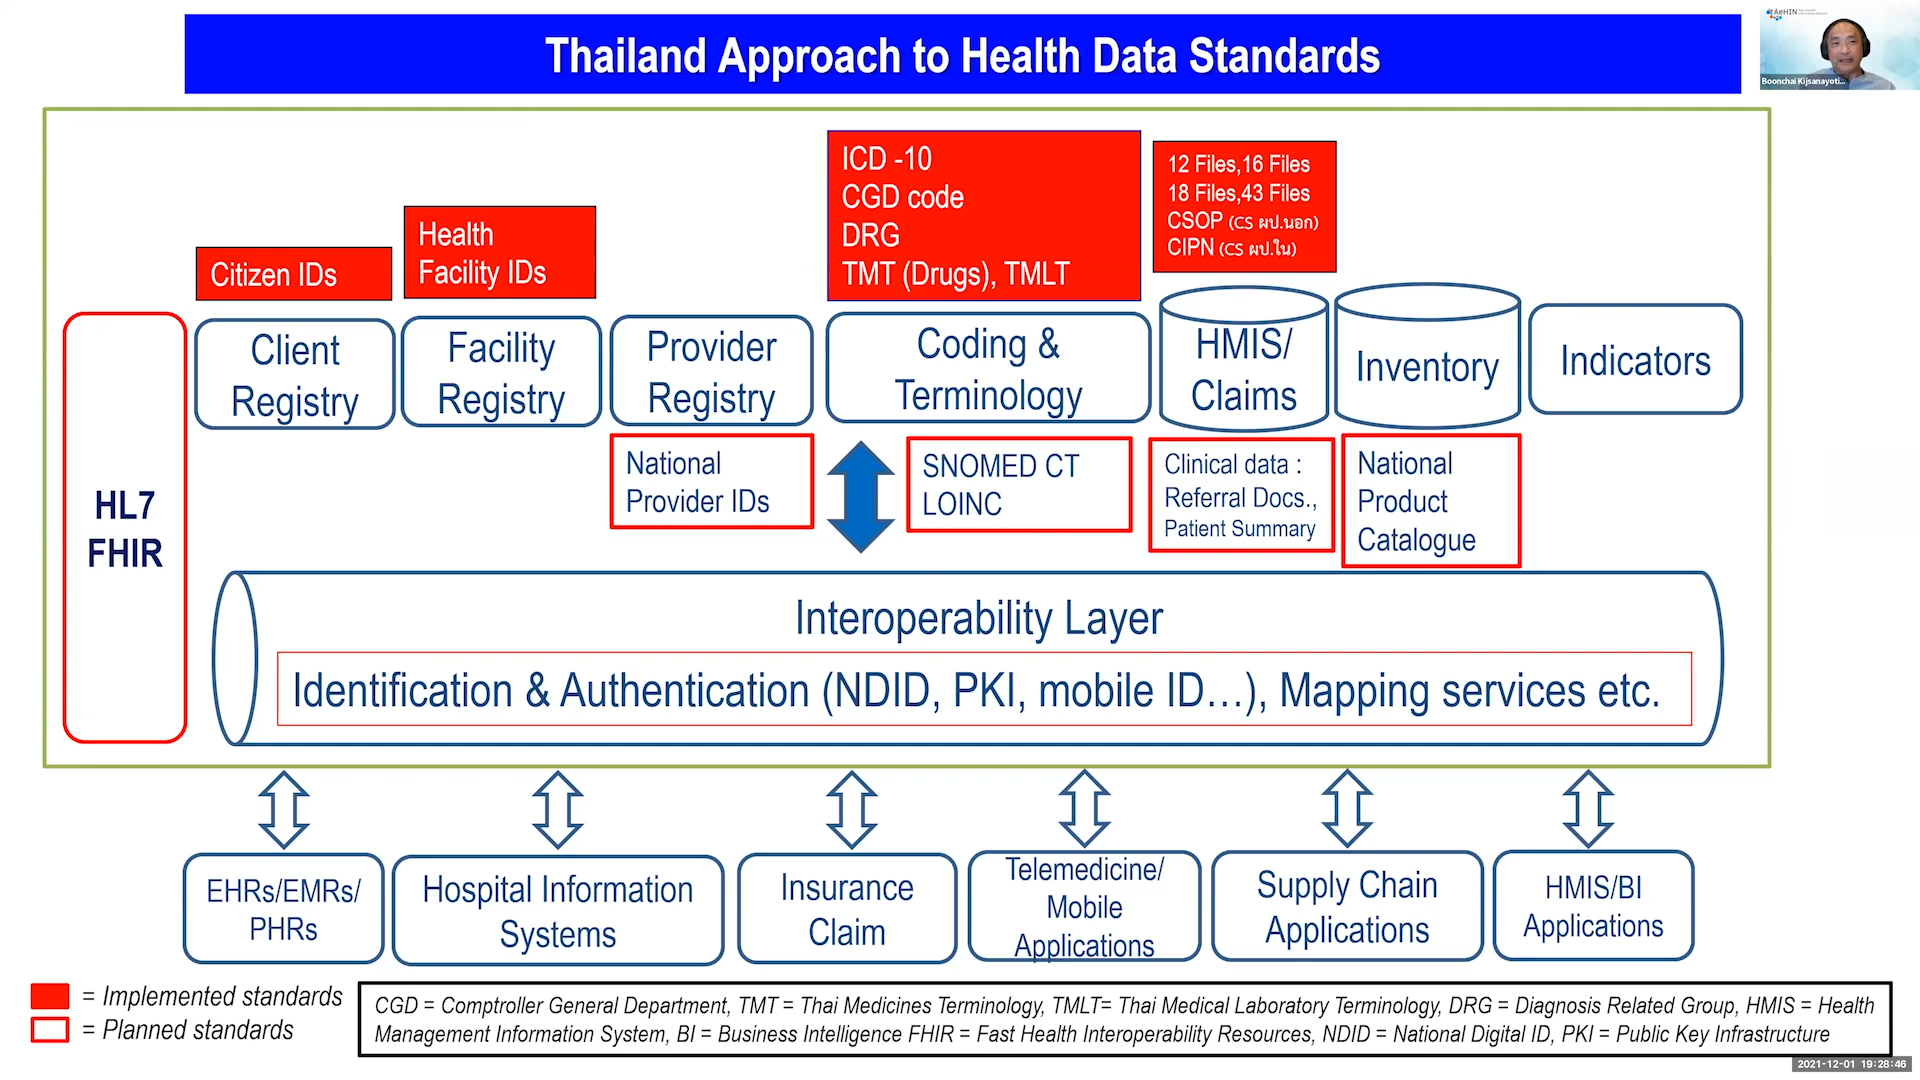 Thailand Approach to Health Data Standards
AeHIN
Boonchai Kijsanayoti...
Citizen IDs
Health
Facility IDs
ICD -10
CGD code
DRG
TMT (Drugs), TMLT
12 Files,16 Files
18 Files,43 Files
CSOP (CS ผป.นอก)
CIPN (CS ผป.ใน)
HL7
FHIR
Client
Registry
Facility
Registry
Provider
Registry
Coding &
Terminology
HMIS/
Claims
Inventory
Indicators
National
Provider IDs
SNOMED CT
LOINC
Clinical data :
Referral Docs.,
Patient Summary
National
Product
Catalogue
Interoperability Layer
Identification & Authentication (NDID, PKI, mobile ID…), Mapping services etc.
EHRs/EMRs/
PHRs
Hospital Information
Systems
Insurance
Claim
Telemedicine/
Mobile
Applications
Supply Chain
Applications
HMIS/BI
Applications
= Implemented standards
= Planned standards
CGD = Comptroller General Department, TMT = Thai Medicines Terminology, TMLT= Thai Medical Laboratory Terminology, DRG = Diagnosis Related Group, HMIS = Health
Management Information System, BI = Business Intelligence FHIR = Fast Health Interoperability Resources, NDID = National Digital ID, PKI = Public Key Infrastructure
2021-12-01 19:28:46